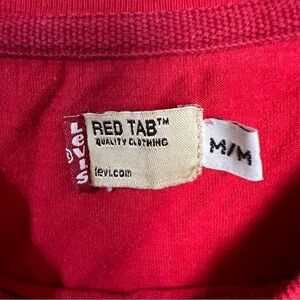 Levi's®
RED TAB™
QUALITY CLOTHING
levi.com
M/M